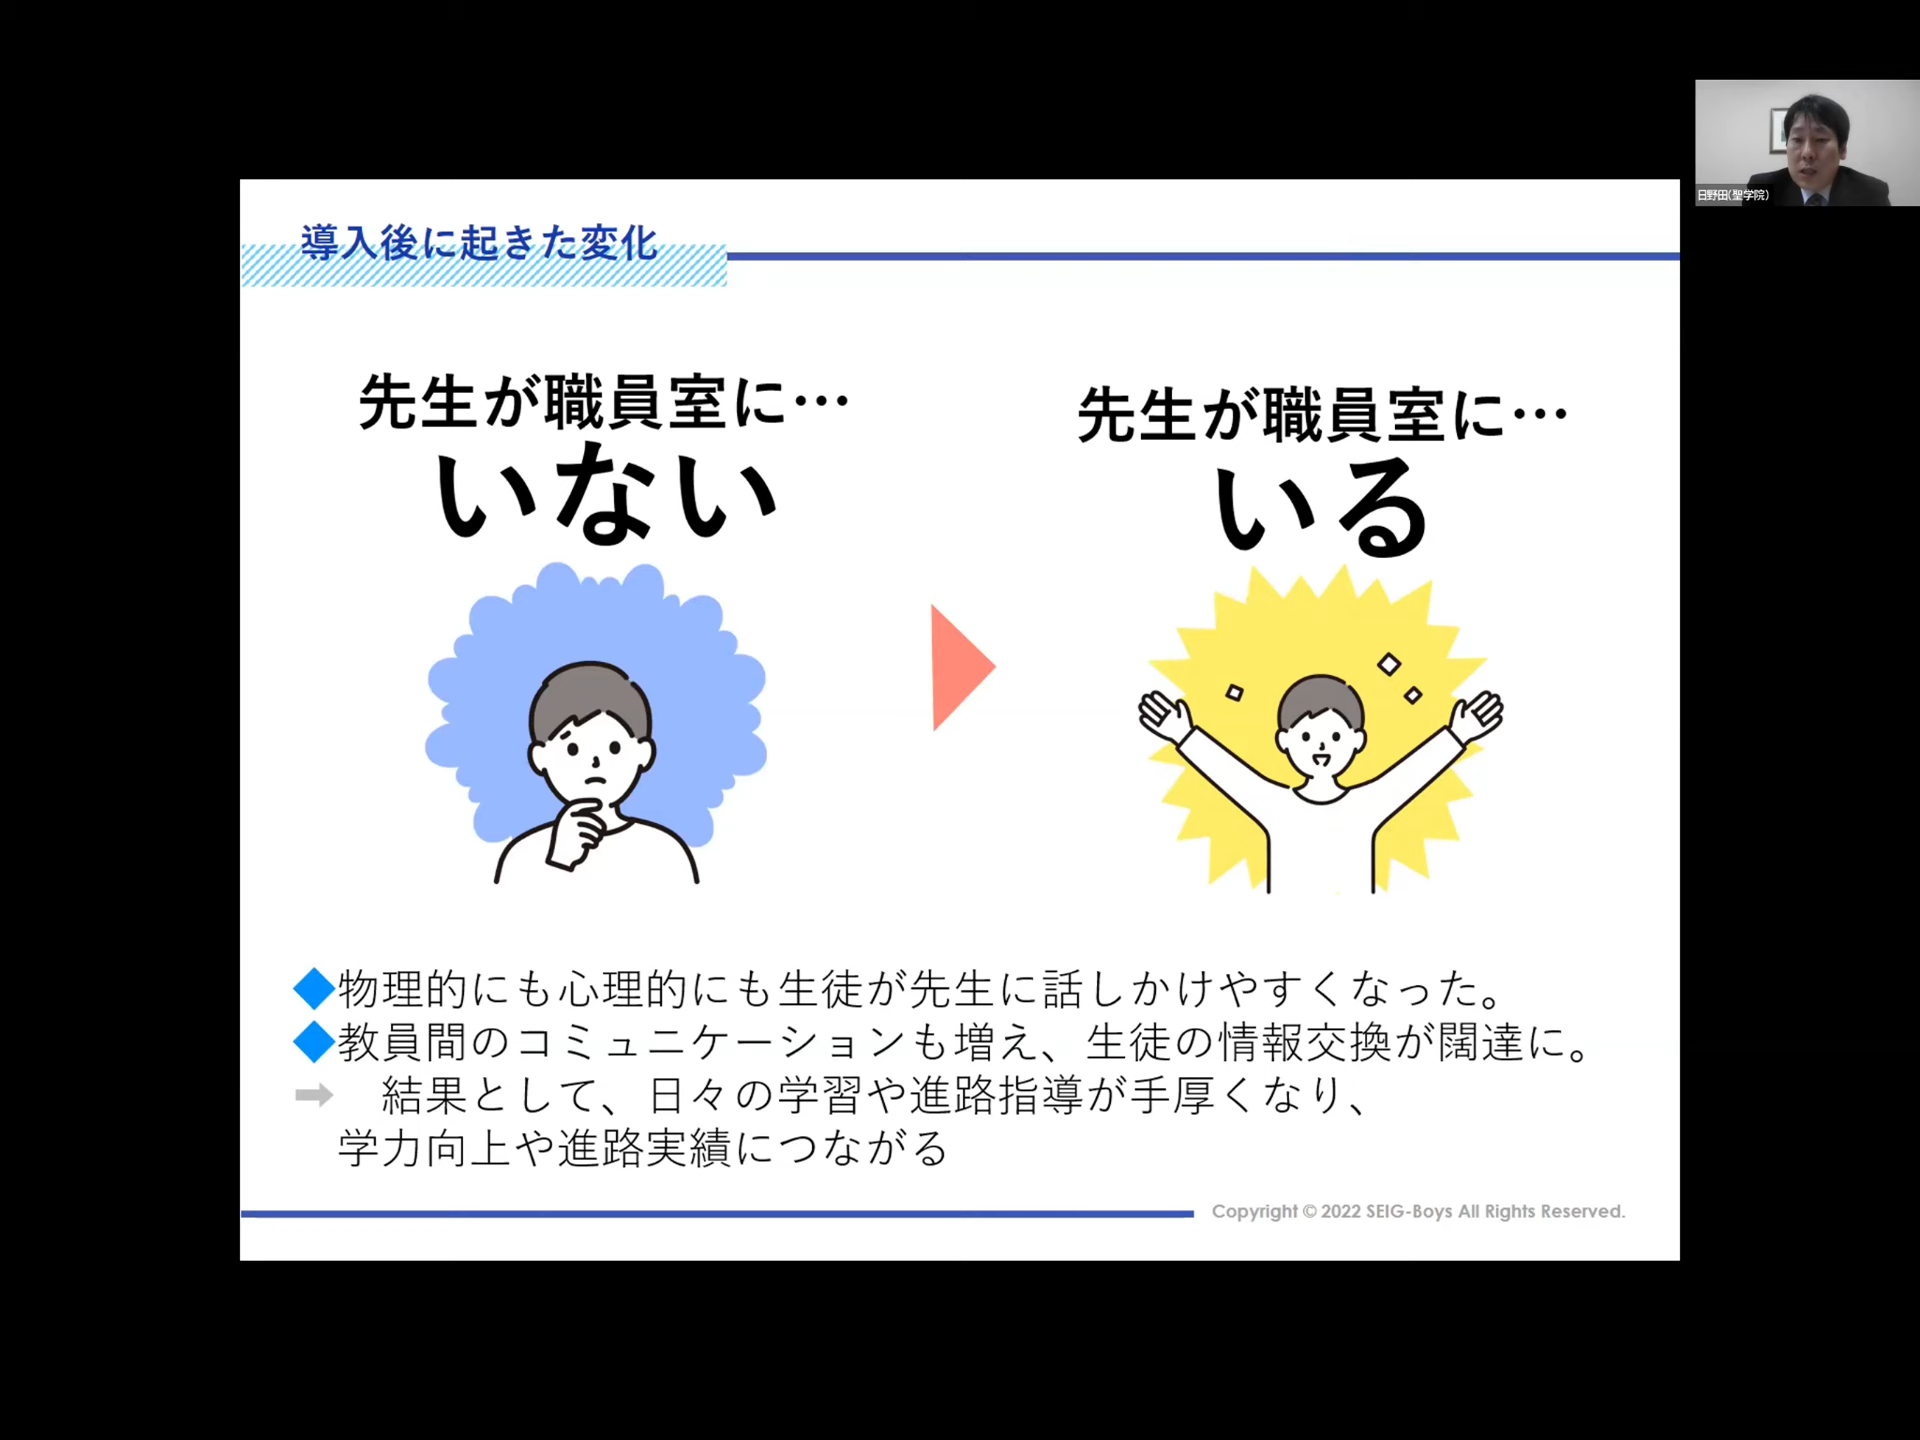 導入後に起きた変化
先生が職員室に…
いない
先生が職員室に…
いる
◆物理的にも心理的にも生徒が先生に話しかけやすくなった。
◆教員間のコミュニケーションも増え、生徒の情報交換が闊達に。
➡　結果として、日々の学習や進路指導が手厚くなり、
学力向上や進路実績につながる
Copyright © 2022 SEIG-Boys All Rights Reserved.
日野田(聖学院)